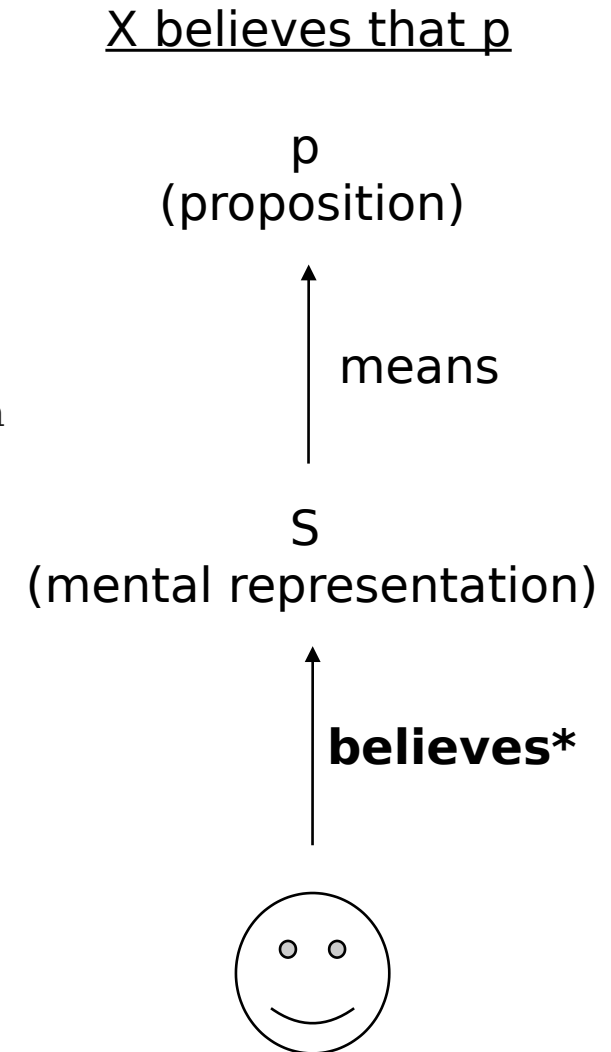 X believes that p
p
(proposition)
means
S
(mental representation)
believes*